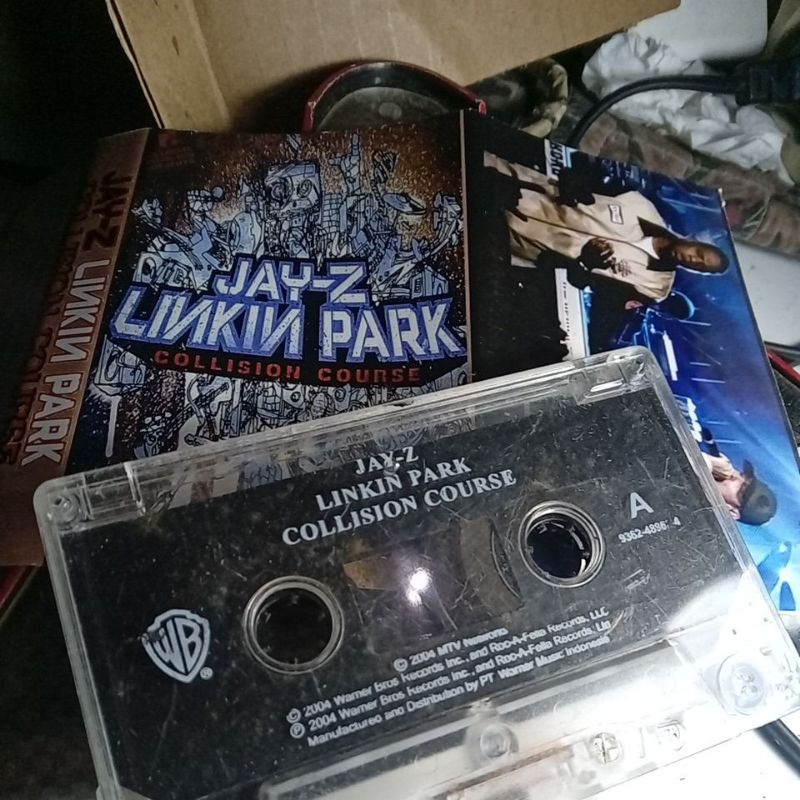 JAY-Z LINKIN PARK
JAY-Z
LINKIN PARK
COLLISION COURSE
JAY-Z
LINKIN PARK
COLLISION COURSE
A
WB
®
© 2004 MTV Networks
© 2004 Warner Bros Records Inc., and Roc-A-Fella Records, LLC
℗ 2004 Warner Bros Records Inc., and Roc-A-Fella Records, Ltd
Manufactureo and Distribution by PT Warner Music Indonesia